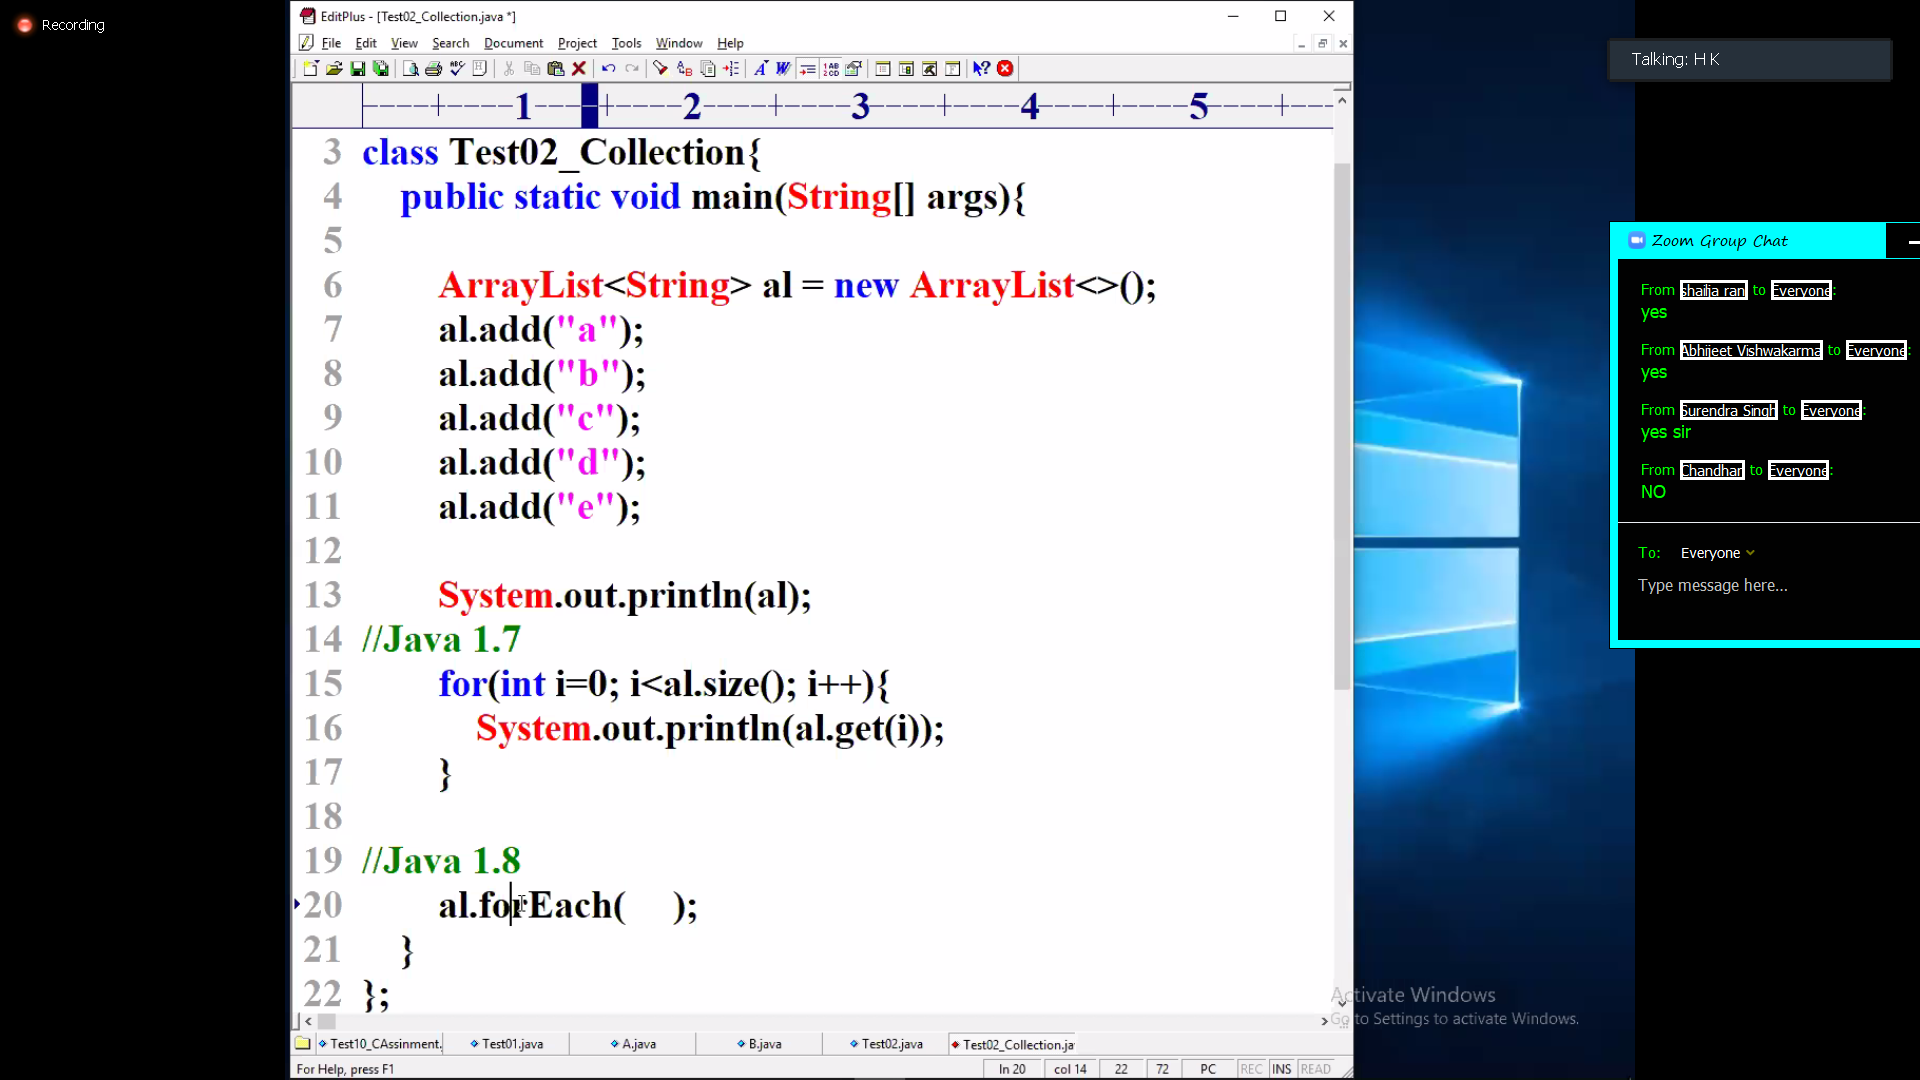 Recording
EditPlus - [Test02_Collection.java *]
File Edit View Search Document Project Tools Window Help
1 2 3 4 5
3 class Test02_Collection{
4 public static void main(String[] args){
5
6 ArrayList<String> al = new ArrayList<>();
7 al.add("a");
8 al.add("b");
9 al.add("c");
10 al.add("d");
11 al.add("e");
12
13 System.out.println(al);
14 //Java 1.7
15 for(int i=0; i<al.size(); i++){
16 System.out.println(al.get(i));
17 }
18
19 //Java 1.8
20 al.forEach( );
21 }
22 };
Test10_CAssinment. Test01.java A.java B.java Test02.java Test02_Collection.ja
For Help, press F1 ln 20 col 14 22 72 PC REC INS READ
Talking: H K
Zoom Group Chat
From shailja rani to Everyone:
yes
From Abhijeet Vishwakarma to Everyone:
yes
From Surendra Singh to Everyone:
yes sir
From Chandhan to Everyone:
NO
To: Everyone
Type message here...
Activate Windows
Go to Settings to activate Windows.